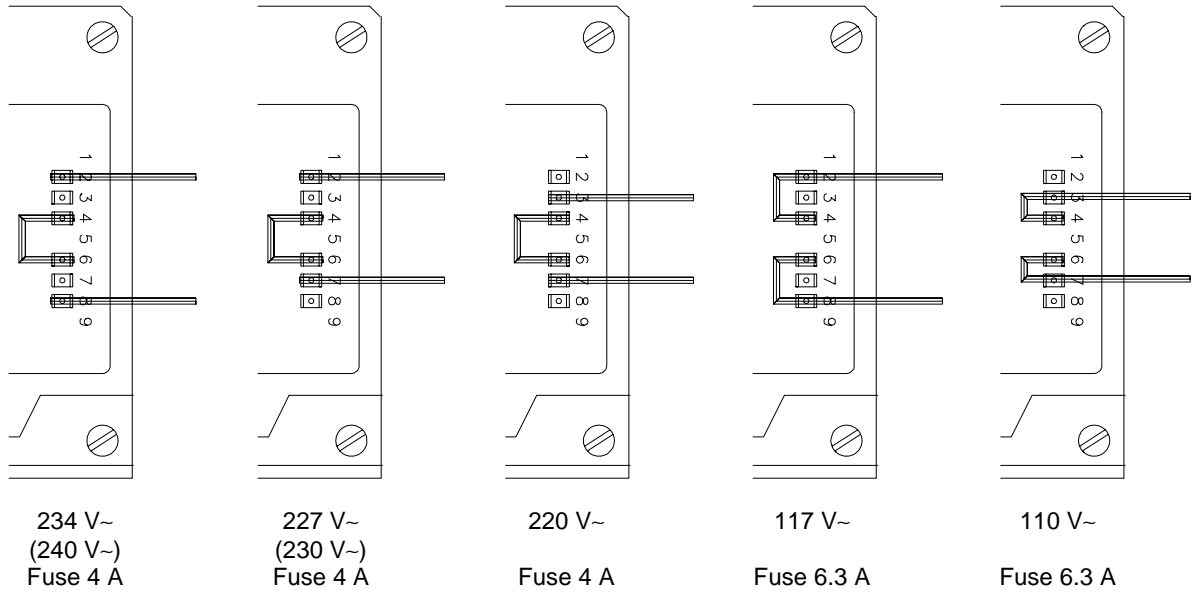 1 2 3 4 5 6 7 8 9
1 2 3 4 5 6 7 8 9
1 2 3 4 5 6 7 8 9
1 2 3 4 5 6 7 8 9
1 2 3 4 5 6 7 8 9
234 V~
(240 V~)
Fuse 4 A
227 V~
(230 V~)
Fuse 4 A
220 V~
Fuse 4 A
117 V~
Fuse 6.3 A
110 V~
Fuse 6.3 A